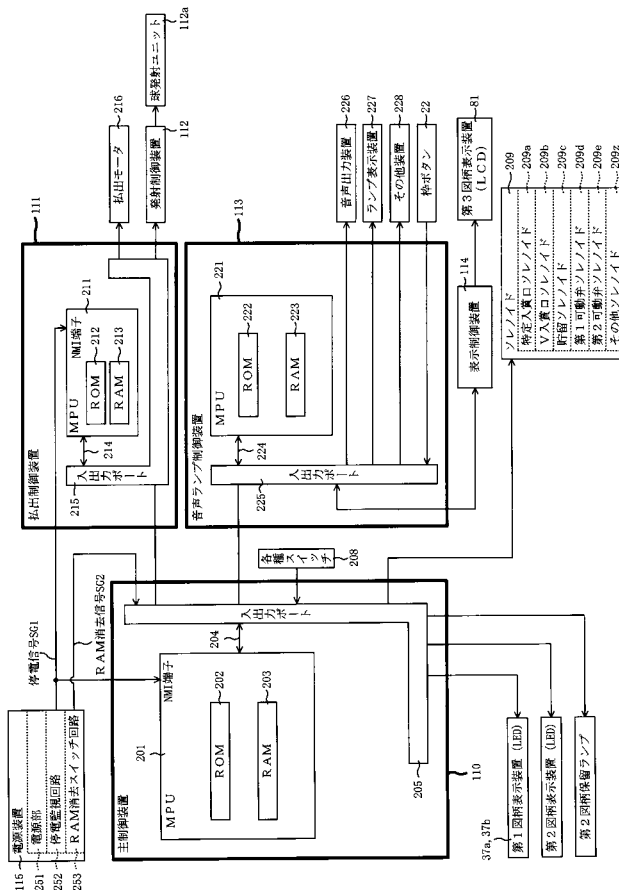 115
電源装置
251
電源部
252
停電監視回路
253
RAM消去スイッチ回路
停電信号SG1
RAM消去信号SG2
払出制御装置
111
MPU
NMI端子
211
ROM
212
RAM
213
214
215
入出力ポート
払出モータ
216
発射制御装置
112
球発射ユニット
112a
主制御装置
110
201
MPU
NMI端子
ROM
202
RAM
203
204
入出力ポート
205
各種スイッチ
208
音声ランプ制御装置
113
MPU
221
ROM
222
RAM
223
224
入出力ポート
225
音声出力装置
226
ランプ表示装置
227
その他装置
228
枠ボタン
22
表示制御装置
114
第3図柄表示装置
(LCD)
81
ソレノイド
209
特定入賞口ソレノイド
209a
V入賞口ソレノイド
209b
貯留ソレノイド
209c
第1可動弁ソレノイド
209d
第2可動弁ソレノイド
209e
その他ソレノイド
209z
37a,37b
第1図柄表示装置(LED)
第2図柄表示装置(LED)
第2図柄保留ランプ